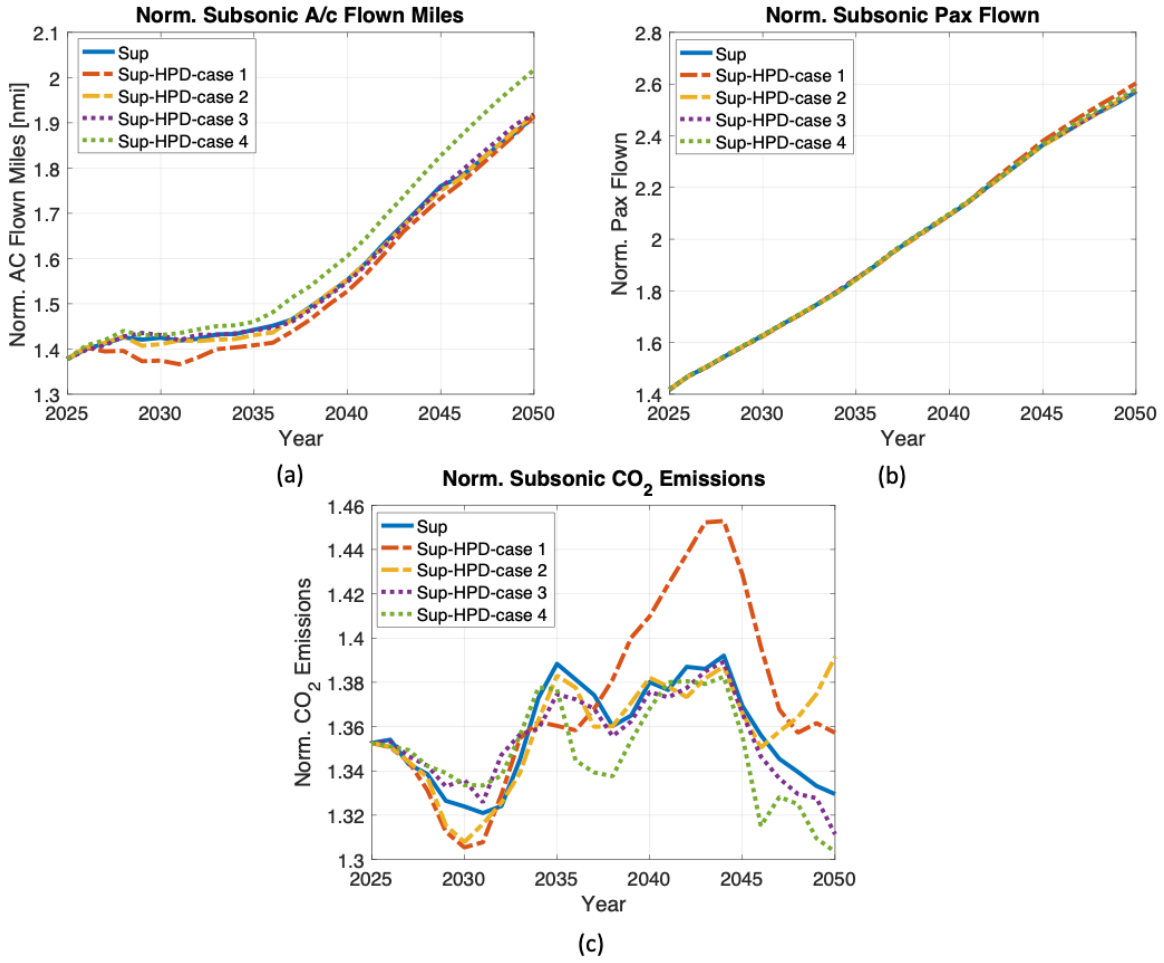 Norm. Subsonic A/c Flown Miles
Norm. AC Flown Miles [nmi]
2.1
2
1.9
1.8
1.7
1.6
1.5
1.4
1.3
Sup
Sup-HPD-case 1
Sup-HPD-case 2
Sup-HPD-case 3
Sup-HPD-case 4
2025 2030 2035 2040 2045 2050
Year
(a)
Norm. Subsonic Pax Flown
Norm. Pax Flown
2.8
2.6
2.4
2.2
2
1.8
1.6
1.4
Sup
Sup-HPD-case 1
Sup-HPD-case 2
Sup-HPD-case 3
Sup-HPD-case 4
2025 2030 2035 2040 2045 2050
Year
(b)
Norm. Subsonic CO₂ Emissions
Norm. CO₂ Emissions
1.46
1.44
1.42
1.4
1.38
1.36
1.34
1.32
1.3
Sup
Sup-HPD-case 1
Sup-HPD-case 2
Sup-HPD-case 3
Sup-HPD-case 4
2025 2030 2035 2040 2045 2050
Year
(c)